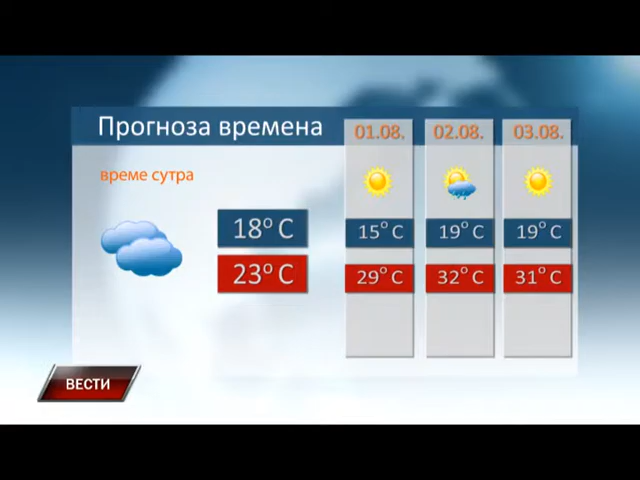 Прогноза времена
време сутра
18° C
23° C
01.08.
15° C
29° C
02.08.
19° C
32° C
03.08.
19° C
31° C
ВЕСТИ